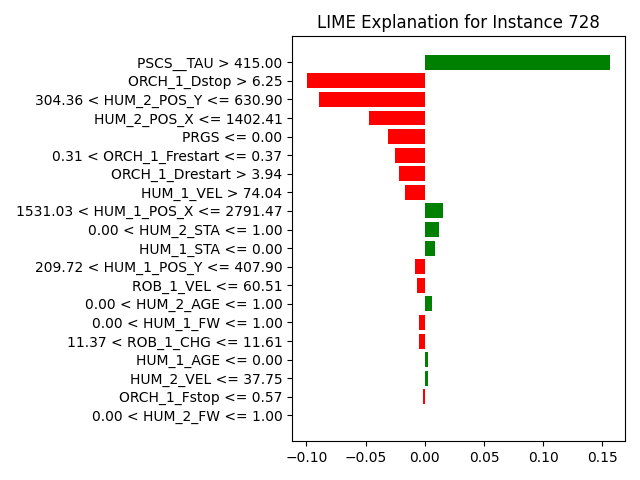 LIME Explanation for Instance 728
PSCS__TAU > 415.00
ORCH_1_Dstop > 6.25
304.36 < HUM_2_POS_Y <= 630.90
HUM_2_POS_X <= 1402.41
PRGS <= 0.00
0.31 < ORCH_1_Frestart <= 0.37
ORCH_1_Drestart > 3.94
HUM_1_VEL > 74.04
1531.03 < HUM_1_POS_X <= 2791.47
0.00 < HUM_2_STA <= 1.00
HUM_1_STA <= 0.00
209.72 < HUM_1_POS_Y <= 407.90
ROB_1_VEL <= 60.51
0.00 < HUM_2_AGE <= 1.00
0.00 < HUM_1_FW <= 1.00
11.37 < ROB_1_CHG <= 11.61
HUM_1_AGE <= 0.00
HUM_2_VEL <= 37.75
ORCH_1_Fstop <= 0.57
0.00 < HUM_2_FW <= 1.00
−0.10 −0.05 0.00 0.05 0.10 0.15